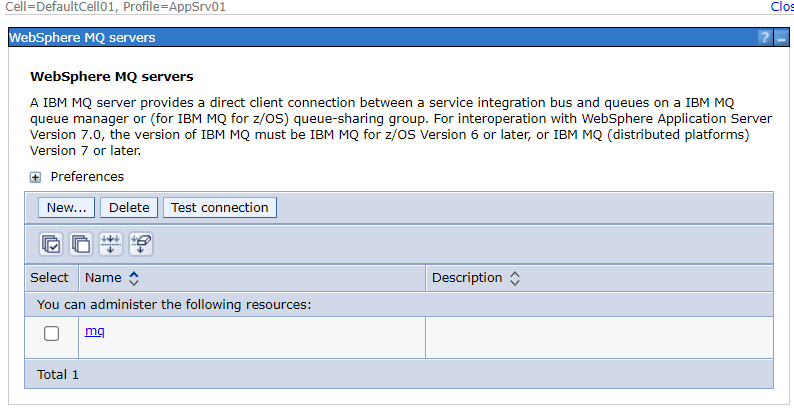 Cell=DefaultCell01, Profile=AppSrv01
WebSphere MQ servers ?
WebSphere MQ servers
A IBM MQ server provides a direct client connection between a service integration bus and queues on a IBM MQ
queue manager or (for IBM MQ for z/OS) queue-sharing group. For interoperation with WebSphere Application Server
Version 7.0, the version of IBM MQ must be IBM MQ for z/OS Version 6 or later, or IBM MQ (distributed platforms)
Version 7 or later.
Preferences
New... Delete Test connection
Select Name Description
You can administer the following resources:
mq
Total 1